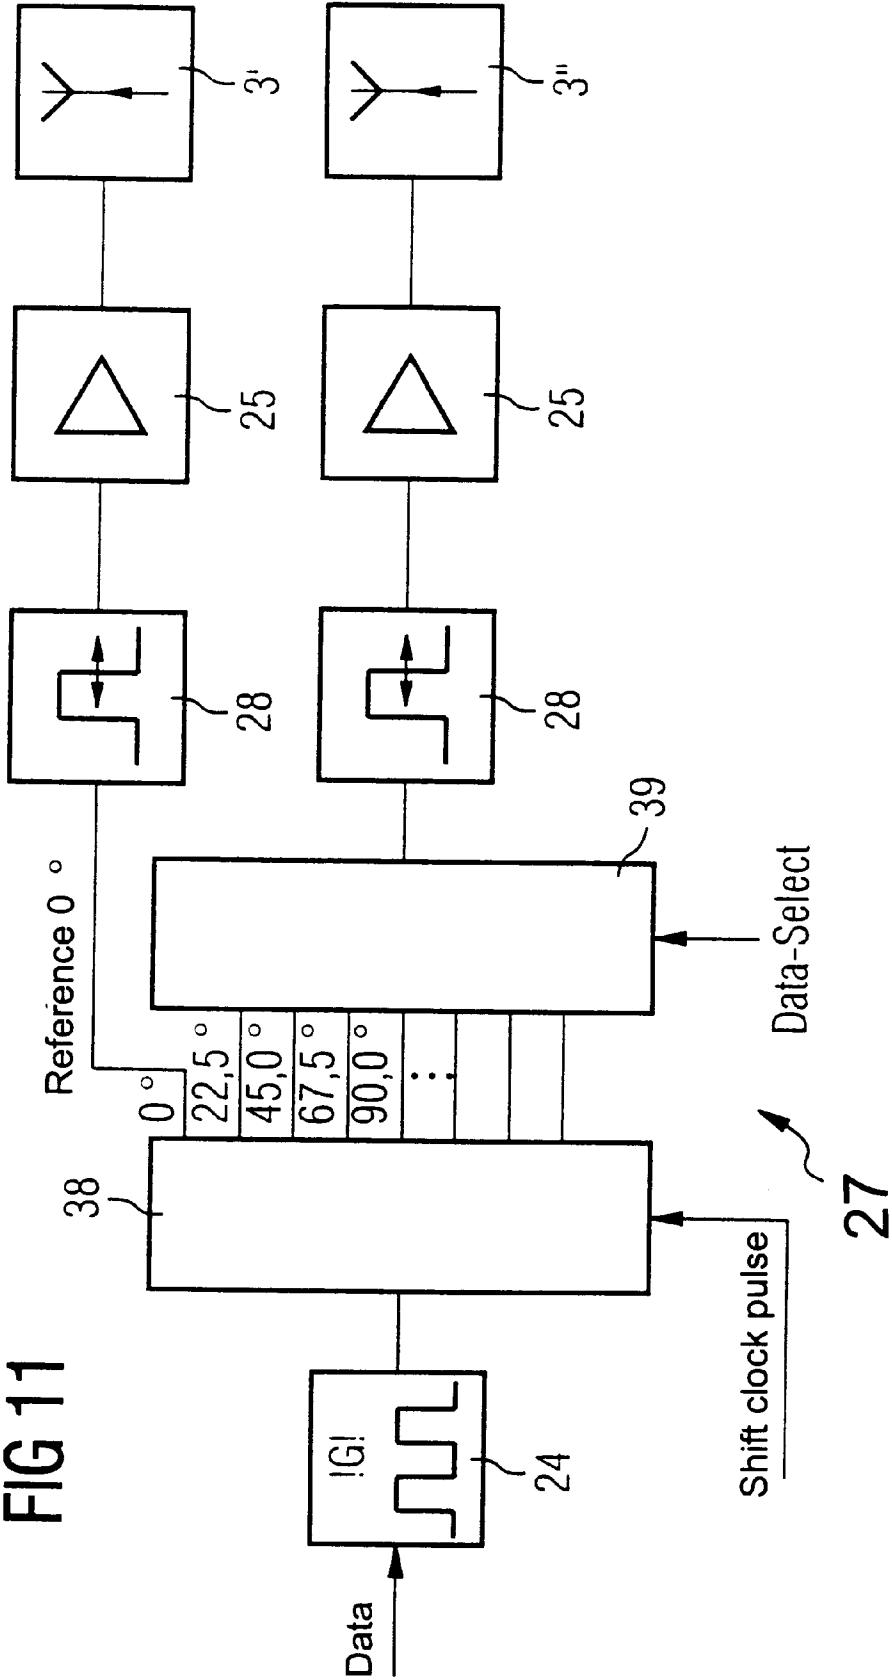 FIG 11
Data
!G!
24
38
Shift clock pulse
0 °
22,5 °
45,0 °
67,5 °
90,0 °
...
Reference 0 °
39
Data-Select
27
28
28
25
25
3'
3"